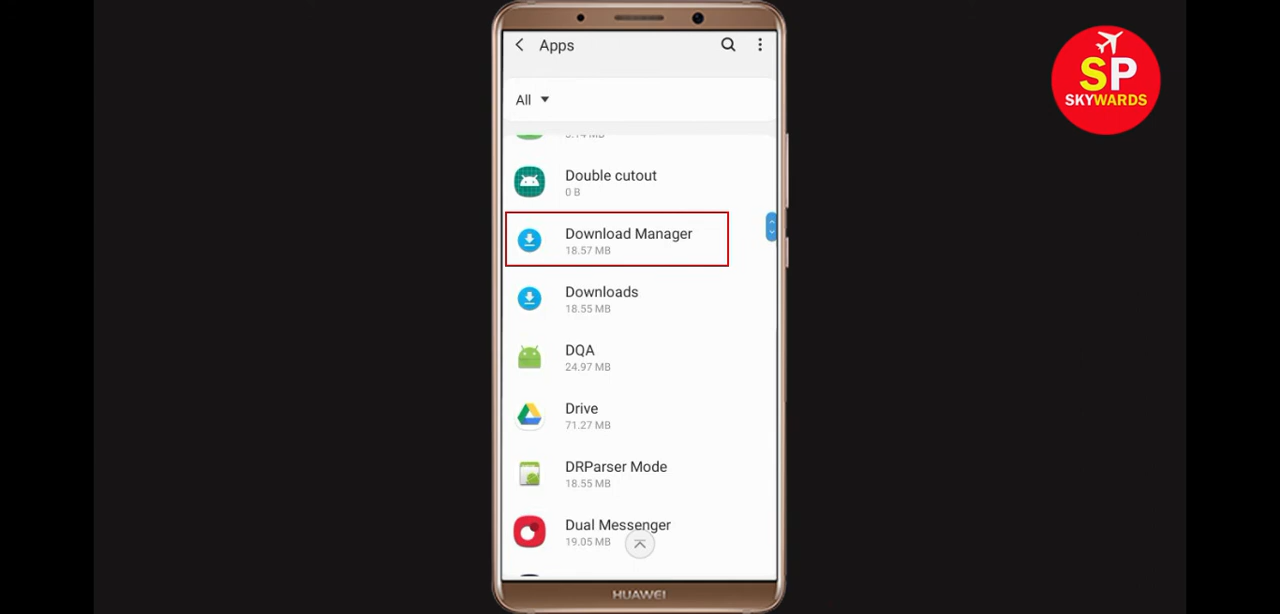 Apps
All
Double cutout
0 B
Download Manager
18.57 MB
Downloads
18.55 MB
DQA
24.97 MB
Drive
71.27 MB
DRParser Mode
18.55 MB
Dual Messenger
19.05 MB
HUAWEI
SP
SKYWARDS